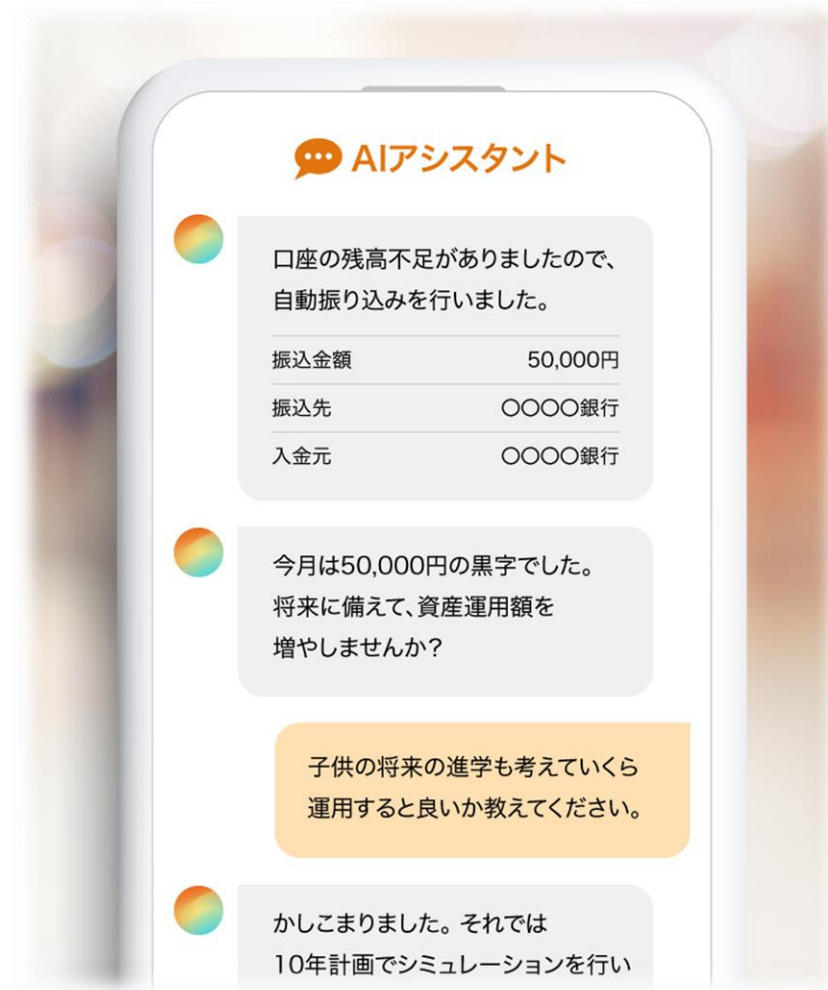 AIアシスタント
口座の残高不足がありましたので、
自動振り込みを行いました。
振込金額 50,000円
振込先 〇〇〇〇銀行
入金元 〇〇〇〇銀行
今月は50,000円の黒字でした。
将来に備えて、資産運用額を
増やしませんか?
子供の将来の進学も考えていくら
運用すると良いか教えてください。
かしこまりました。それでは
10年計画でシミュレーションを行い